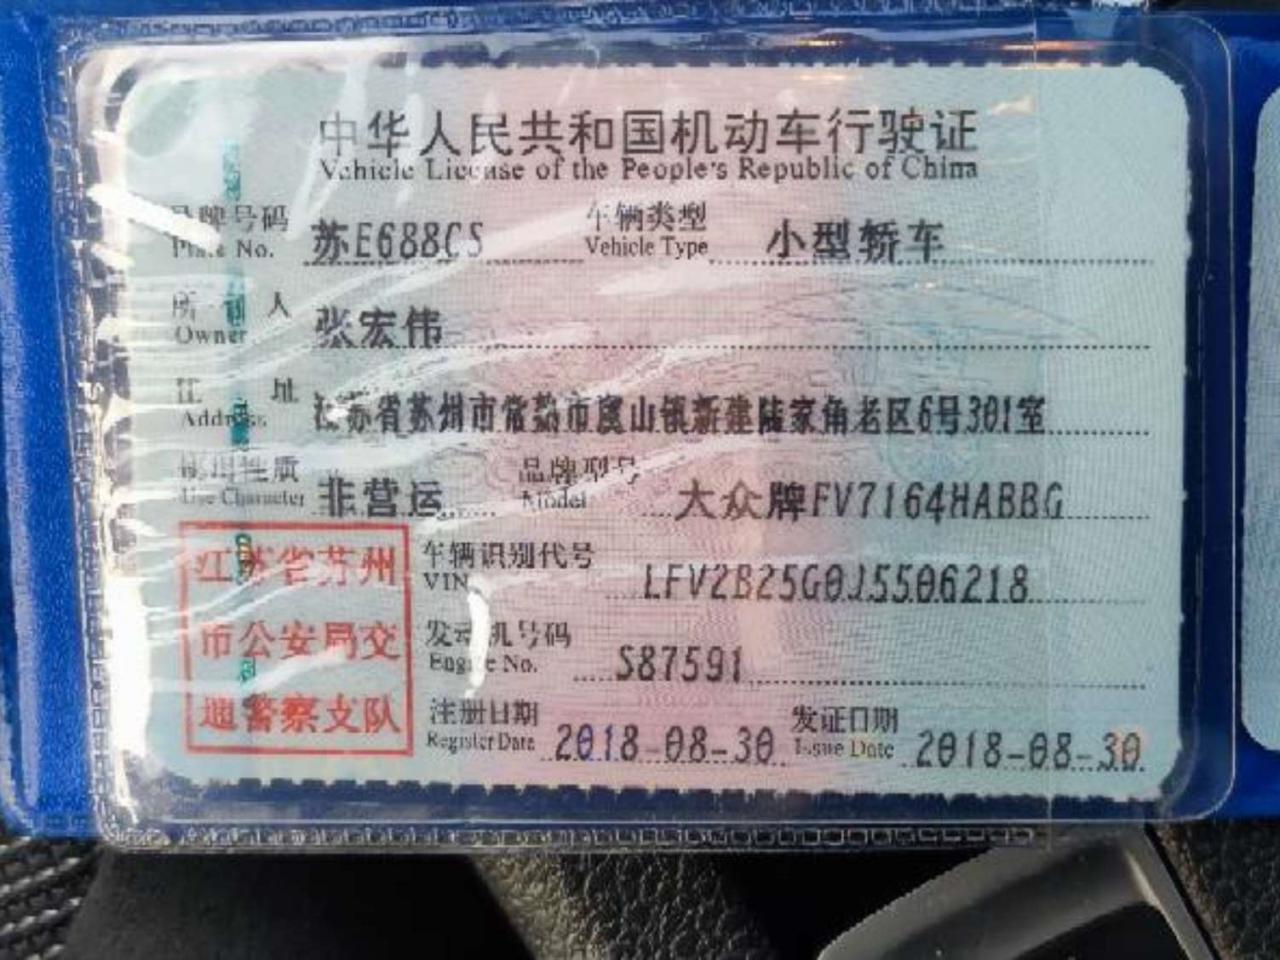 中华人民共和国机动车行驶证
Vehicle License of the People's Republic of China
号牌号码 苏E688CS 车辆类型 小型轿车
Plate No. Vehicle Type
所有人 张宏伟
Owner
住址 江苏省苏州市常熟市虞山镇新建陆家角老区6号301室
Address
使用性质 非营运 品牌型号 大众牌FV7164HABBG
Use Character Model
江苏省苏州
市公安局交
通警察支队
车辆识别代号 LFV2B25G0J5506218
VIN
发动机号码 S87591
Engine No.
注册日期 2018-08-30 发证日期 2018-08-30
Register Date Issue Date